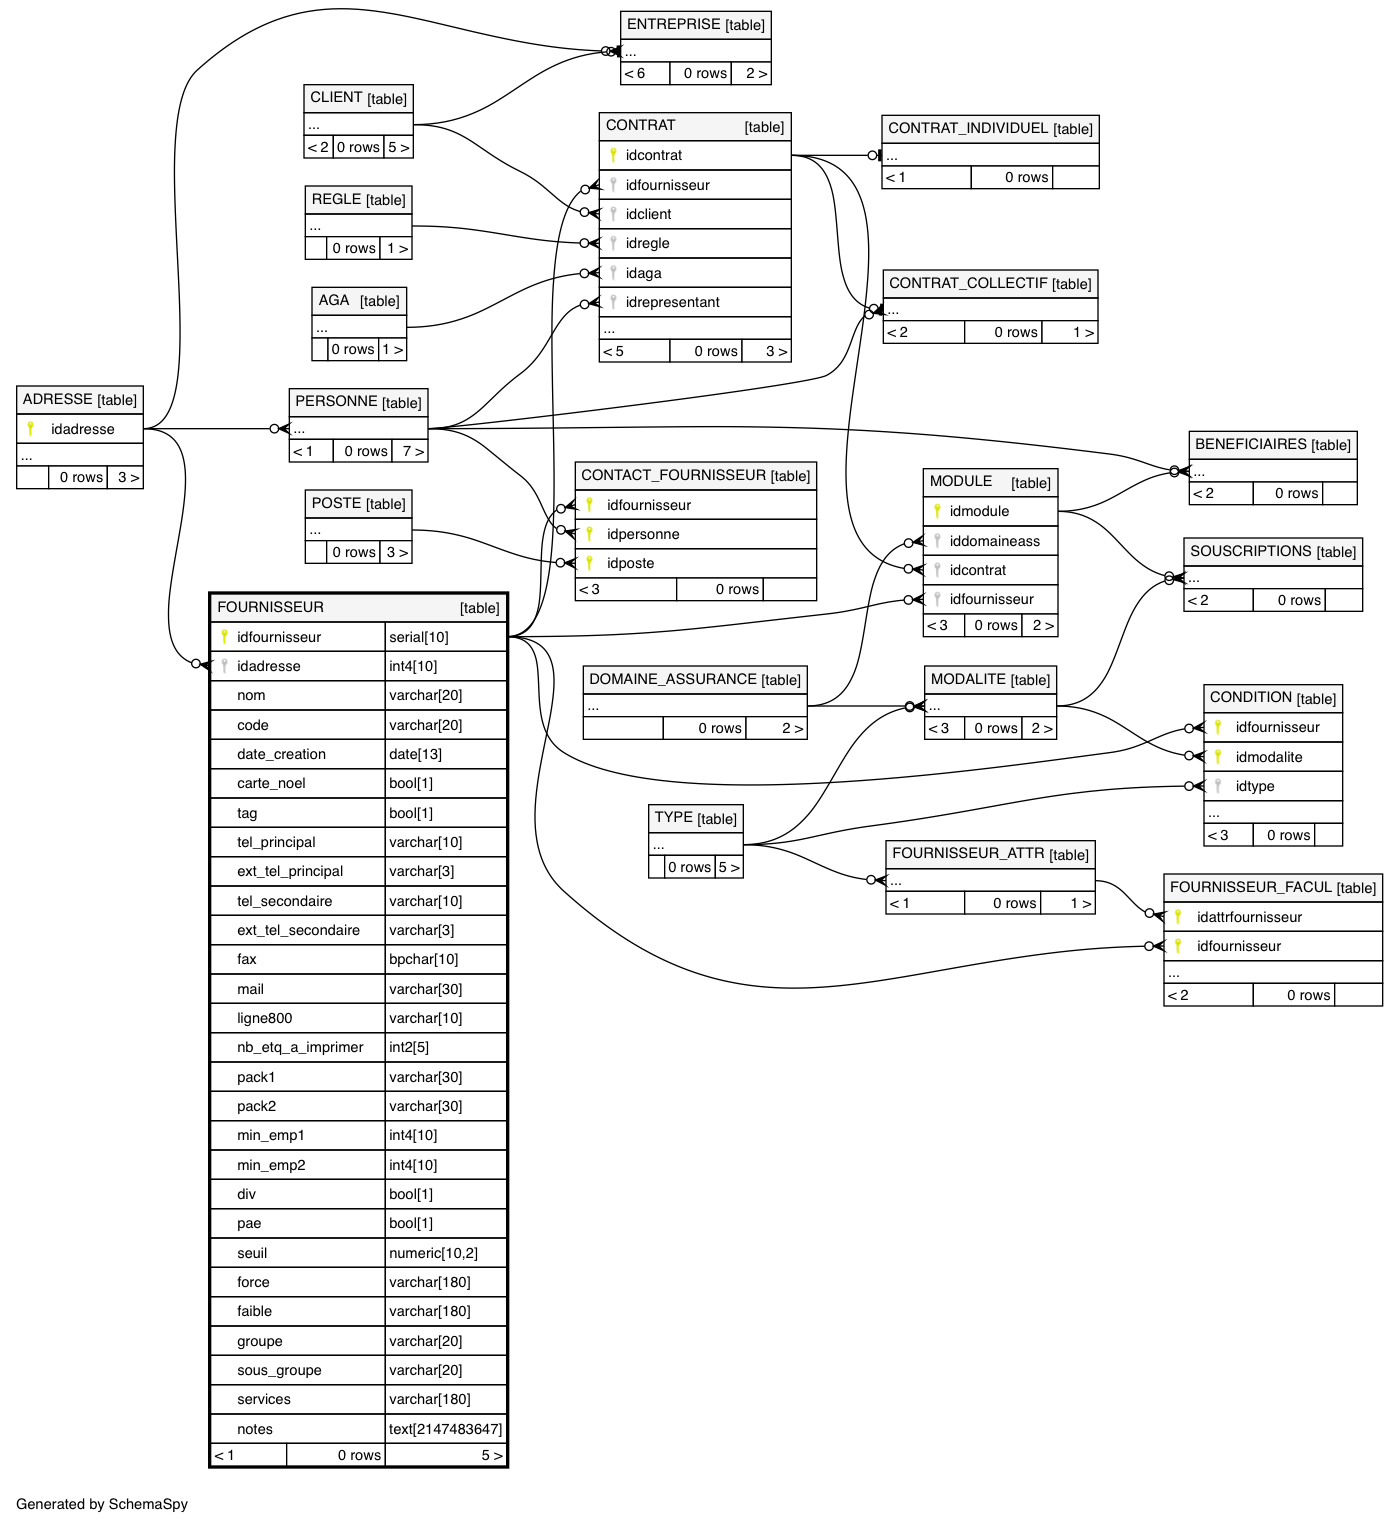 ENTREPRISE [table]
...
< 6 0 rows 2 >
CLIENT [table]
...
< 2 0 rows 5 >
CONTRAT [table]
idcontrat
idfournisseur
idclient
idregle
idaga
idrepresentant
...
< 5 0 rows 3 >
CONTRAT_INDIVIDUEL [table]
...
< 1 0 rows
REGLE [table]
...
0 rows 1 >
CONTRAT_COLLECTIF [table]
...
< 2 0 rows 1 >
AGA [table]
...
0 rows 1 >
ADRESSE [table]
idadresse
...
0 rows 3 >
PERSONNE [table]
...
< 1 0 rows 7 >
BENEFICIAIRES [table]
...
< 2 0 rows
CONTACT_FOURNISSEUR [table]
idfournisseur
idpersonne
idposte
< 3 0 rows
MODULE [table]
idmodule
iddomaineass
idcontrat
idfournisseur
< 3 0 rows 2 >
POSTE [table]
...
0 rows 3 >
SOUSCRIPTIONS [table]
...
< 2 0 rows
FOURNISSEUR [table]
idfournisseur serial[10]
idadresse int4[10]
nom varchar[20]
code varchar[20]
date_creation date[13]
carte_noel bool[1]
tag bool[1]
tel_principal varchar[10]
ext_tel_principal varchar[3]
tel_secondaire varchar[10]
ext_tel_secondaire varchar[3]
fax bpchar[10]
mail varchar[30]
ligne800 varchar[10]
nb_etq_a_imprimer int2[5]
pack1 varchar[30]
pack2 varchar[30]
min_emp1 int4[10]
min_emp2 int4[10]
div bool[1]
pae bool[1]
seuil numeric[10,2]
force varchar[180]
faible varchar[180]
groupe varchar[20]
sous_groupe varchar[20]
services varchar[180]
notes text[2147483647]
< 1 0 rows 5 >
DOMAINE_ASSURANCE [table]
...
0 rows 2 >
MODALITE [table]
...
< 3 0 rows 2 >
CONDITION [table]
idfournisseur
idmodalite
idtype
...
< 3 0 rows
TYPE [table]
...
0 rows 5 >
FOURNISSEUR_ATTR [table]
...
< 1 0 rows 1 >
FOURNISSEUR_FACUL [table]
idattrfournisseur
idfournisseur
...
< 2 0 rows
Generated by SchemaSpy